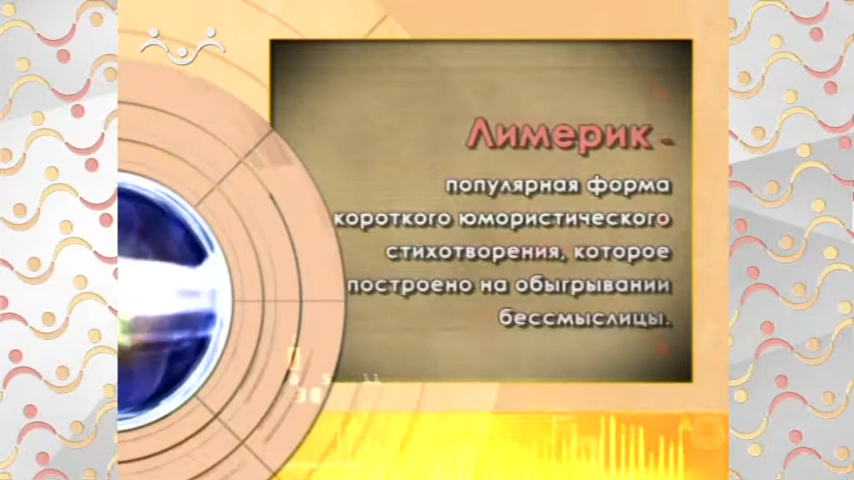 Лимерик -
популярная форма
короткого юмористического
стихотворения, которое
построено на обыгрывании
бессмыслицы.